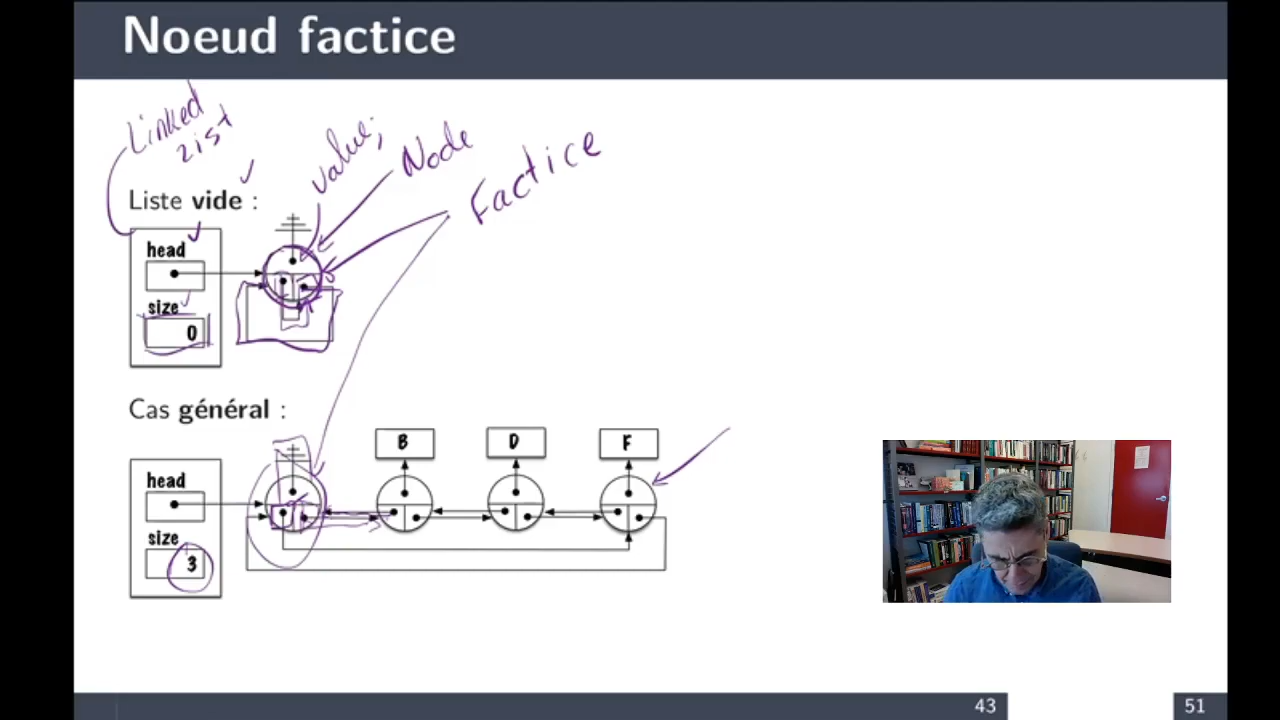 Noeud factice
Linked
List
value;
Node
Factice
Liste vide :
head
size
0
Cas général :
B
D
F
head
size
3
43
51